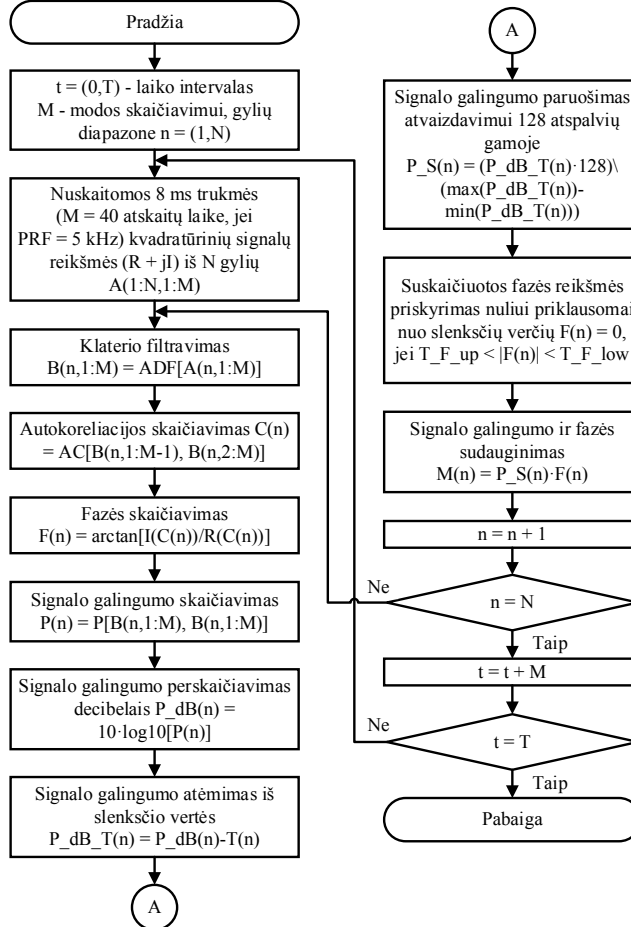 Pradžia
t = (0,T) - laiko intervalas
M - modos skaičiavimui, gylių
diapazone n = (1,N)
Nuskaitomos 8 ms trukmės
(M = 40 atskaitų laike, jei
PRF = 5 kHz) kvadratūrinių signalų
reikšmės (R + jI) iš N gylių
A(1:N,1:M)
Klaterio filtravimas
B(n,1:M) = ADF[A(n,1:M)]
Autokoreliacijos skaičiavimas C(n)
= AC[B(n,1:M-1), B(n,2:M)]
Fazės skaičiavimas
F(n) = arctan[I(C(n))/R(C(n))]
Signalo galingumo skaičiavimas
P(n) = P[B(n,1:M), B(n,1:M)]
Signalo galingumo perskaičiavimas
decibelais P_dB(n) =
10·log10[P(n)]
Signalo galingumo atėmimas iš
slenksčio vertės
P_dB_T(n) = P_dB(n)-T(n)
A
A
Signalo galingumo paruošimas
atvaizdavimui 128 atspalvių
gamoje
P_S(n) = (P_dB_T(n)·128)\
(max(P_dB_T(n))-
min(P_dB_T(n)))
Suskaičiuotos fazės reikšmės
priskyrimas nuliui priklausomai
nuo slenksčių verčių F(n) = 0,
jei T_F_up < |F(n)| < T_F_low
Signalo galingumo ir fazės
sudauginimas
M(n) = P_S(n)·F(n)
n = n + 1
Ne
n = N
Taip
t = t + M
Ne
t = T
Taip
Pabaiga